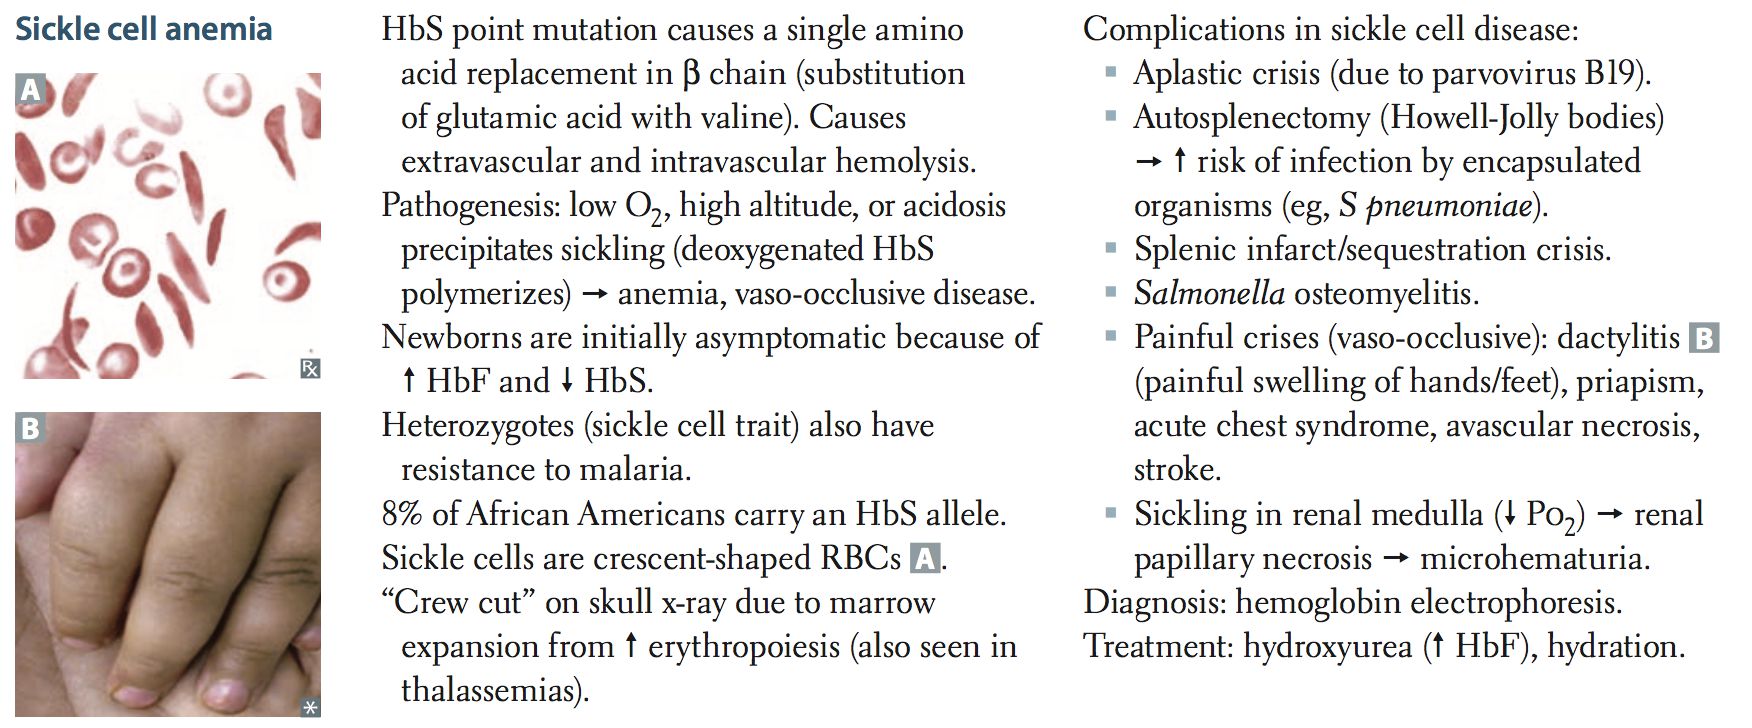 Sickle cell anemia
A
℞
B
*
HbS point mutation causes a single amino
acid replacement in β chain (substitution
of glutamic acid with valine). Causes
extravascular and intravascular hemolysis.
Pathogenesis: low O₂, high altitude, or acidosis
precipitates sickling (deoxygenated HbS
polymerizes) → anemia, vaso-occlusive disease.
Newborns are initially asymptomatic because of
↑ HbF and ↓ HbS.
Heterozygotes (sickle cell trait) also have
resistance to malaria.
8% of African Americans carry an HbS allele.
Sickle cells are crescent-shaped RBCs A.
“Crew cut” on skull x-ray due to marrow
expansion from ↑ erythropoiesis (also seen in
thalassemias).
Complications in sickle cell disease:
▪ Aplastic crisis (due to parvovirus B19).
▪ Autosplenectomy (Howell-Jolly bodies)
→ ↑ risk of infection by encapsulated
organisms (eg, S pneumoniae).
▪ Splenic infarct/sequestration crisis.
▪ Salmonella osteomyelitis.
▪ Painful crises (vaso-occlusive): dactylitis B
(painful swelling of hands/feet), priapism,
acute chest syndrome, avascular necrosis,
stroke.
▪ Sickling in renal medulla (↓ PO₂) → renal
papillary necrosis → microhematuria.
Diagnosis: hemoglobin electrophoresis.
Treatment: hydroxyurea (↑ HbF), hydration.